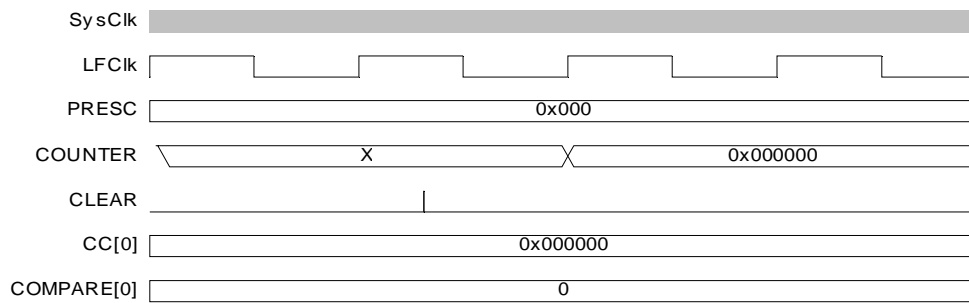 SysClk
LFClk
PRESC 0x000
COUNTER X 0x000000
CLEAR
CC[0] 0x000000
COMPARE[0] 0